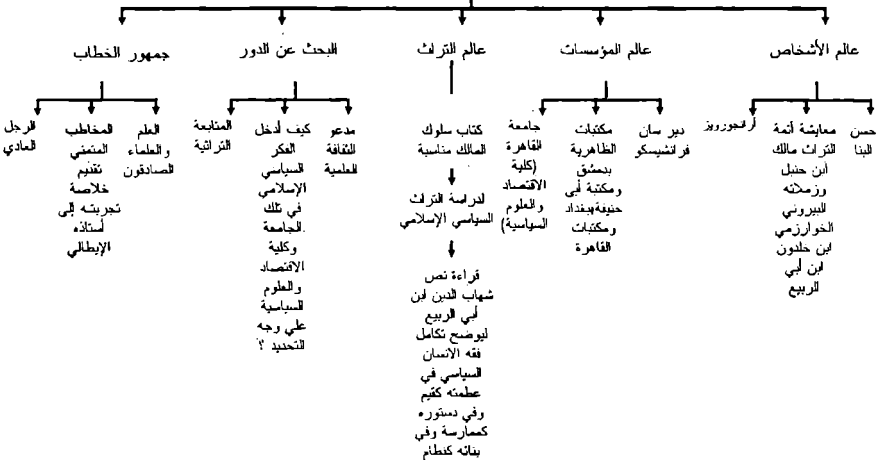 عالم الأشخاص
عالم المؤسسات
عالم التراث
البحث عن الدور
جمهور الخطاب
حسن
البنا
معايشة أئمة
التراث مالك
ابن حنبل
وزملائه
البيروني
الخوارزمي
ابن خلدون
ابن أبي
الربيع
أرانجورويز
دير سان
فرانشيسكو
مكتبات
الظاهرية
بدمشق
ومكتبة أبى
حنيفة ببغداد
ومكتبات
القاهرة
جامعة
القاهرة
(كلية
الاقتصاد
والعلوم
السياسية)
كتاب سلوك
المالك مناسبة
لدراسة التراث
السياسي الإسلامي
قراءة نص
شهاب الدين ابن
أبي الربيع
ليوضح تكامل
فقه الانسان
السياسي في
عظمته كقيم
وفي دستوره
كممارسة وفي
بنائه كنظام
مدعو
الثقافة
العلمية
كيف أدخل
الفكر
السياسي
الإسلامي
في تلك
الجامعة
وكلية
الاقتصاد
والعلوم
السياسية
علي وجه
التحديد ؟
المتابعة
التراثية
العلم
والعلماء
الصادقون
المخاطب
المتمني
تقديم
خلاصة
تجربته إلى
أستاذه
الإيطالي
الرجل
العادي